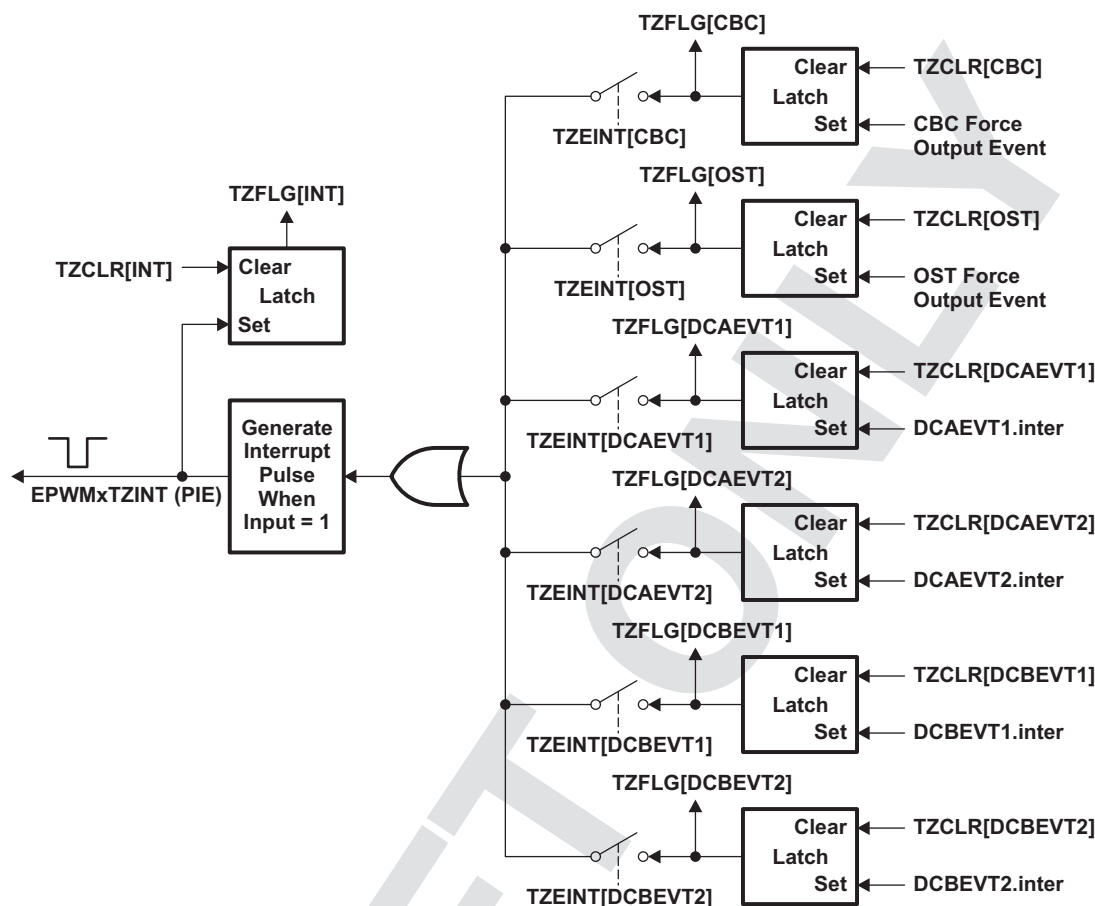 TZFLG[CBC]
Clear
Latch
Set
TZCLR[CBC]
CBC Force
Output Event
TZEINT[CBC]
TZFLG[OST]
Clear
Latch
Set
TZCLR[OST]
OST Force
Output Event
TZEINT[OST]
TZFLG[INT]
TZCLR[INT]
Clear
Latch
Set
TZFLG[DCAEVT1]
Clear
Latch
Set
TZCLR[DCAEVT1]
DCAEVT1.inter
TZEINT[DCAEVT1]
Generate
Interrupt
Pulse
When
Input = 1
EPWMxTZINT (PIE)
TZFLG[DCAEVT2]
Clear
Latch
Set
TZCLR[DCAEVT2]
DCAEVT2.inter
TZEINT[DCAEVT2]
TZFLG[DCBEVT1]
Clear
Latch
Set
TZCLR[DCBEVT1]
DCBEVT1.inter
TZEINT[DCBEVT1]
TZFLG[DCBEVT2]
Clear
Latch
Set
TZCLR[DCBEVT2]
DCBEVT2.inter
TZEINT[DCBEVT2]
ONLY